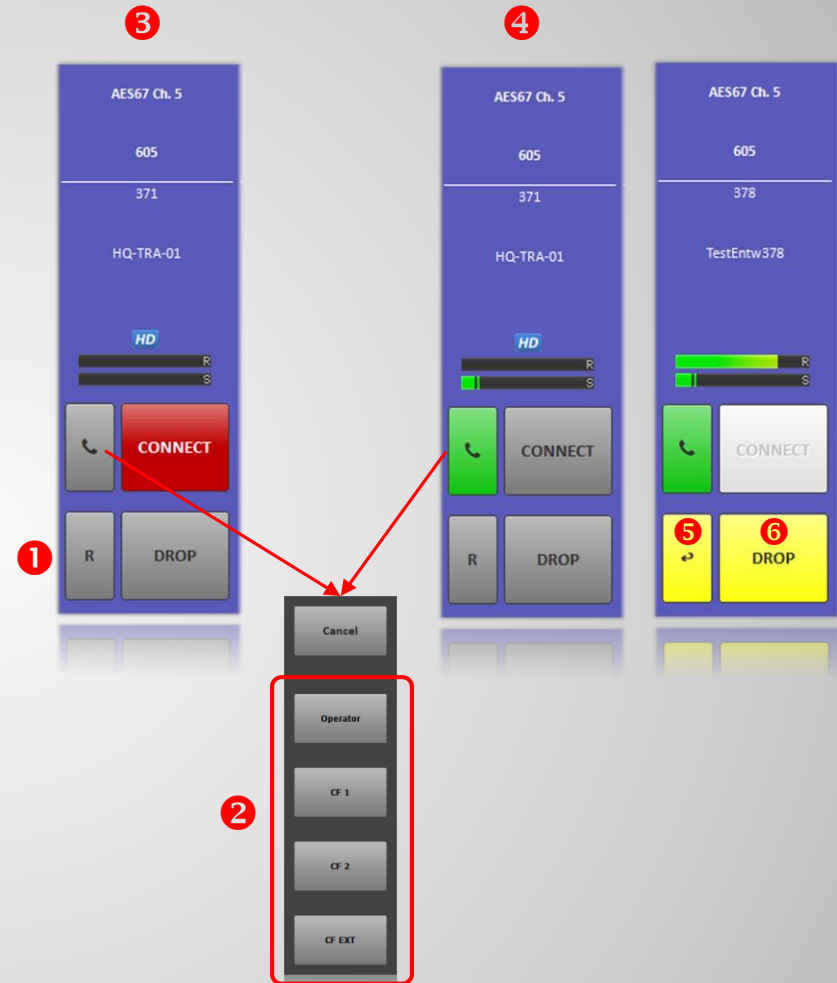 3
AES67 Ch. 5
605
371
HQ-TRA-01
HD
R
S
CONNECT
1
R
DROP
4
AES67 Ch. 5
605
371
HQ-TRA-01
HD
R
S
CONNECT
R
DROP
AES67 Ch. 5
605
378
TestEntw378
R
S
CONNECT
5
6
DROP
Cancel
2
Operator
CF 1
CF 2
CF EXT